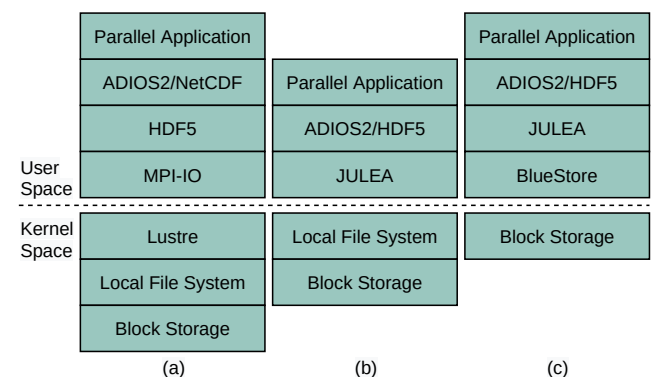 Parallel Application
ADIOS2/NetCDF
HDF5
MPI-IO
Lustre
Local File System
Block Storage
(a)
Parallel Application
ADIOS2/HDF5
JULEA
Local File System
Block Storage
(b)
Parallel Application
ADIOS2/HDF5
JULEA
BlueStore
Block Storage
(c)
User
Space
Kernel
Space